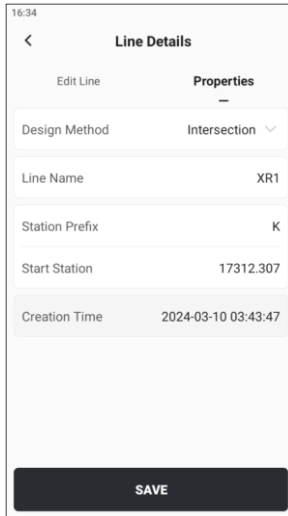 16:34
Line Details
Edit Line Properties
Design Method Intersection
Line Name XR1
Station Prefix K
Start Station 17312.307
Creation Time 2024-03-10 03:43:47
SAVE